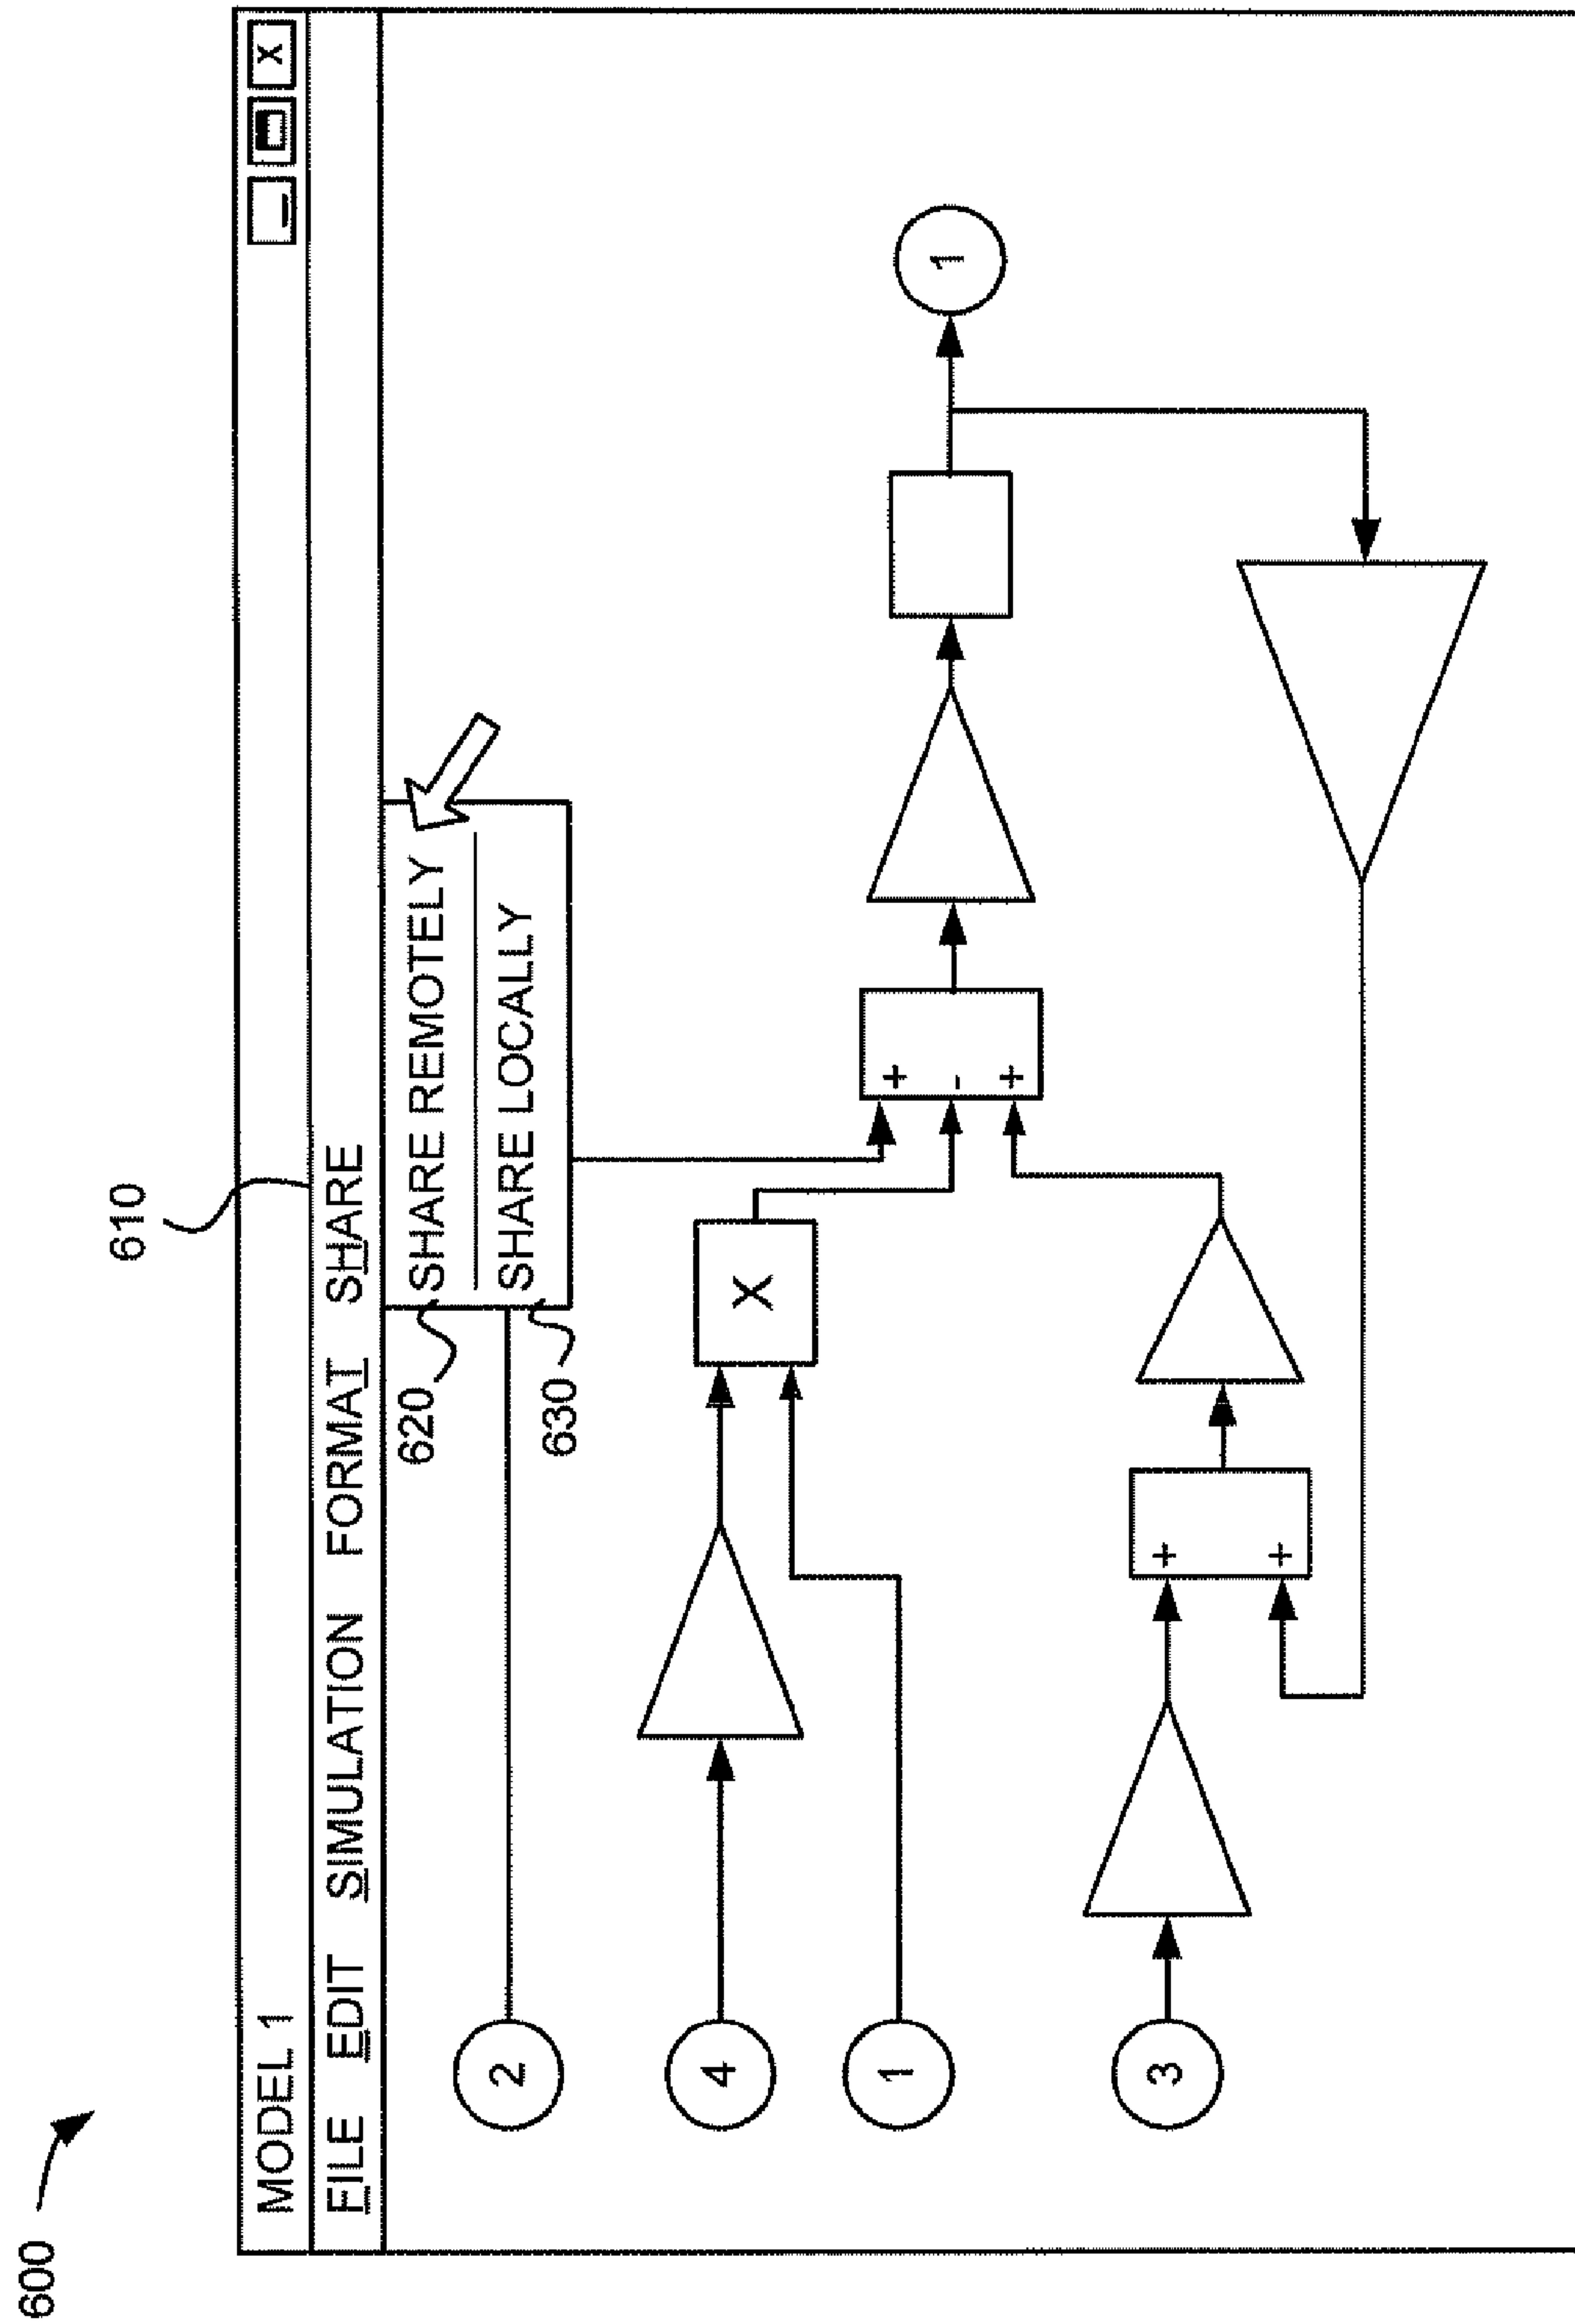 600
610
MODEL 1
_ X
FILE EDIT SIMULATION FORMAT SHARE
620
SHARE REMOTELY
630
SHARE LOCALLY
2
4
X
1
+
-
+
1
3
+
+